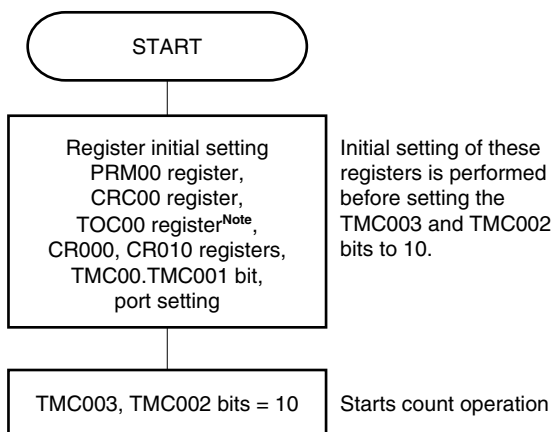 START
Register initial setting
PRM00 register,
CRC00 register,
TOC00 registerNote,
CR000, CR010 registers,
TMC00.TMC001 bit,
port setting
Initial setting of these
registers is performed
before setting the
TMC003 and TMC002
bits to 10.
TMC003, TMC002 bits = 10
Starts count operation